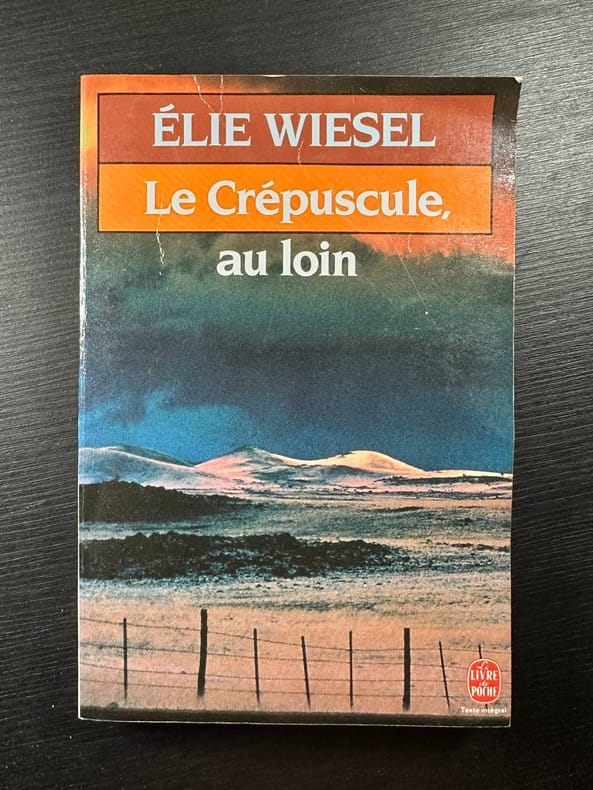 ÉLIE WIESEL
Le Crépuscule,
au loin
Le
LIVRE
de
POCHE
Texte intégral